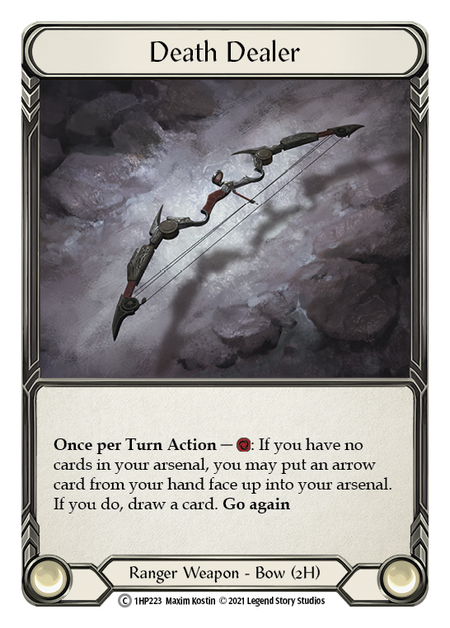 Death Dealer
Once per Turn Action — : If you have no
cards in your arsenal, you may put an arrow
card from your hand face up into your arsenal.
If you do, draw a card. Go again
Ranger Weapon - Bow (2H)
C 1HP223 Maxim Kostin © 2021 Legend Story Studios